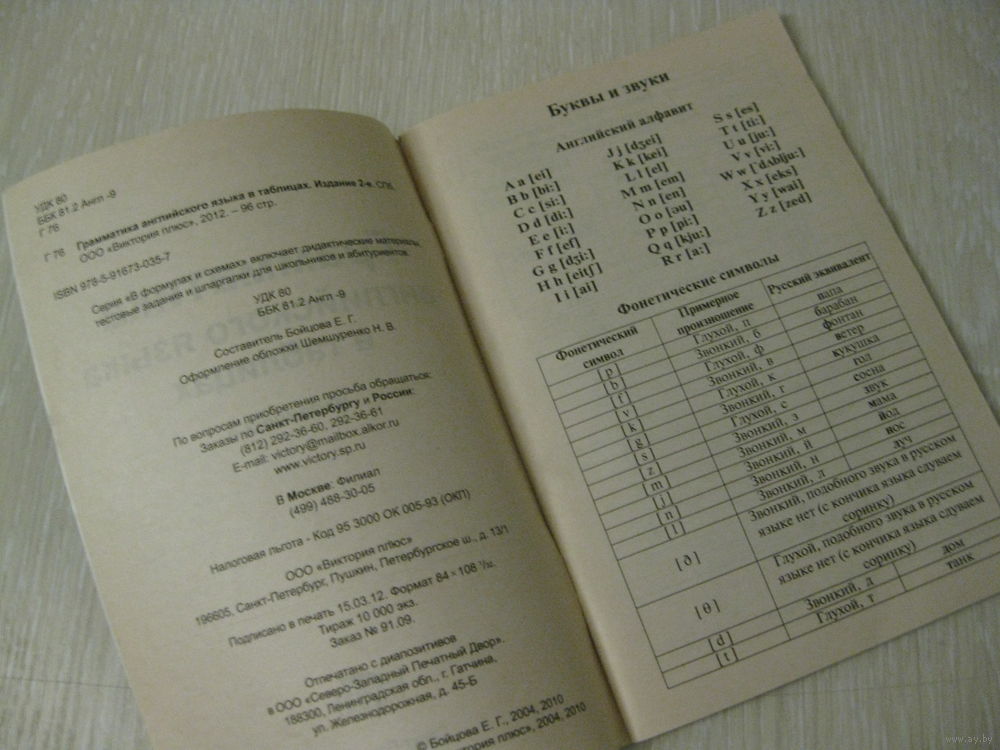 УДК 80
ББК 81.2 Англ -9
Г 76
Г 76 Грамматика английского языка в таблицах. Издание 2-е. СПб,
ООО «Виктория плюс», 2012. – 96 стр.
ISBN 978-5-91673-035-7
Серия «В формулах и схемах» включает дидактические материалы,
тестовые задания и шпаргалки для школьников и абитуриентов.
УДК 80
ББК 81.2 Англ -9
Составитель Бойцова Е. Г.
Оформление обложки Шемшуренко Н. В.
По вопросам приобретения просьба обращаться:
Заказы по Санкт-Петербургу и России:
(812) 292-36-60, 292-36-61
E-mail: victory@mailbox.alkor.ru
www.victory.sp.ru
В Москве: Филиал
(499) 488-30-05
Налоговая льгота - Код 95 3000 ОК 005-93 (ОКП)
ООО «Виктория плюс»
196605, Санкт-Петербург, Пушкин, Петербургское ш., д. 13/1
Подписано в печать 15.03.12. Формат 84 × 108 1/32.
Тираж 10 000 экз.
Заказ № 91.09.
Отпечатано с диапозитивов
в ООО «Северо-Западный Печатный Двор».
188300, Ленинградская обл., г. Гатчина,
ул. Железнодорожная, д. 45-Б
© Бойцова Е. Г., 2004, 2010
плюс», 2004, 2010
Буквы и звуки
Английский алфавит
A a [ei]
B b [bi:]
C c [si:]
D d [di:]
E e [i:]
F f [ef]
G g [dʒi:]
H h [eitʃ]
I i [ai]
J j [dʒei]
K k [kei]
L l [el]
M m [em]
N n [en]
O o [əu]
P p [pi:]
Q q [kju:]
R r [a:]
S s [es]
T t [ti:]
U u [ju:]
V v [vi:]
W w ['dʌblju:]
X x [eks]
Y y [wai]
Z z [zed]
Фонетические символы
Фонетический символ Примерное произношение Русский эквивалент
[p] Глухой, п папа
[b] Звонкий, б барабан
[f] Глухой, ф фонтан
[v] Звонкий, в ветер
[k] Глухой, к кукушка
[g] Звонкий, г гол
[s] Глухой, с сосна
[z] Звонкий, з звук
[m] Звонкий, м мама
[j] Звонкий, й йод
[n] Звонкий, н нос
[l] Звонкий, л луч
[ð] Звонкий, подобного звука в русском
языке нет (с кончика языка сдуваем
соринку)
[θ] Глухой, подобного звука в русском
языке нет (с кончика языка сдуваем
соринку)
[d] Звонкий, д дом
[t] Глухой, т танк
www.ay.by